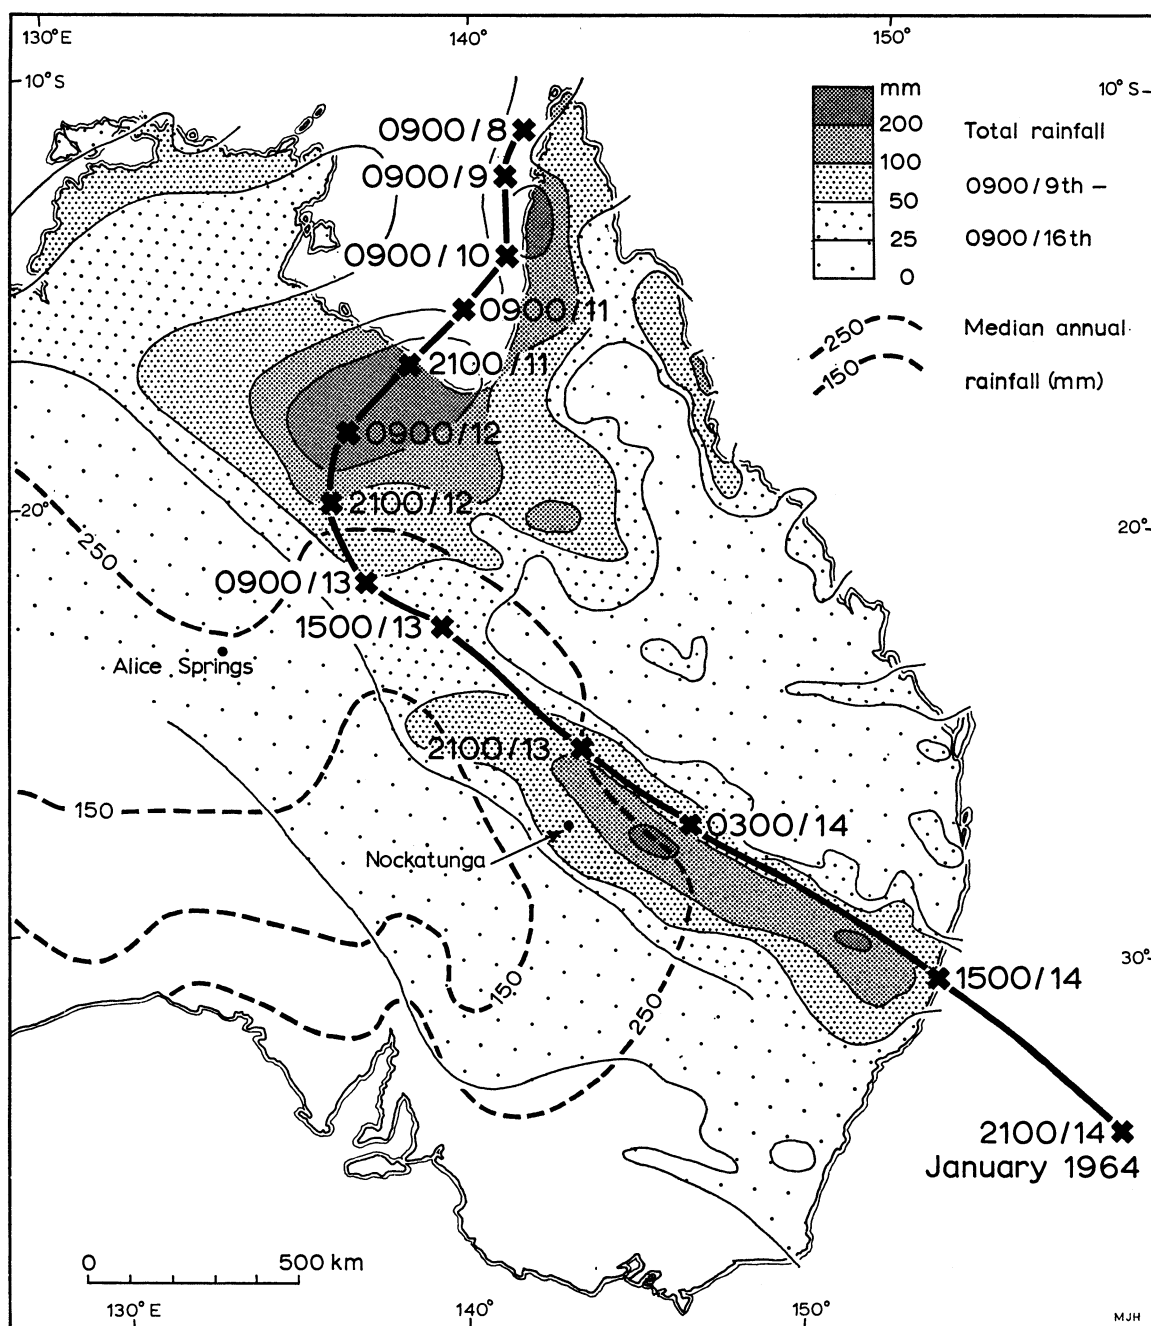 130°E
140°
150°
10°S
10°S
mm
200
100
50
25
0
Total rainfall
0900/9th –
0900/16th
250
150
Median annual
rainfall (mm)
0900/8
0900/9
0900/10
0900/11
2100/11
0900/12
2100/12
20°
20°
250
0900/13
1500/13
Alice Springs
2100/13
150
0300/14
Nockatunga
30°
1500/14
150
250
2100/14
January 1964
0
500 km
130°E
140°
150°
MJH